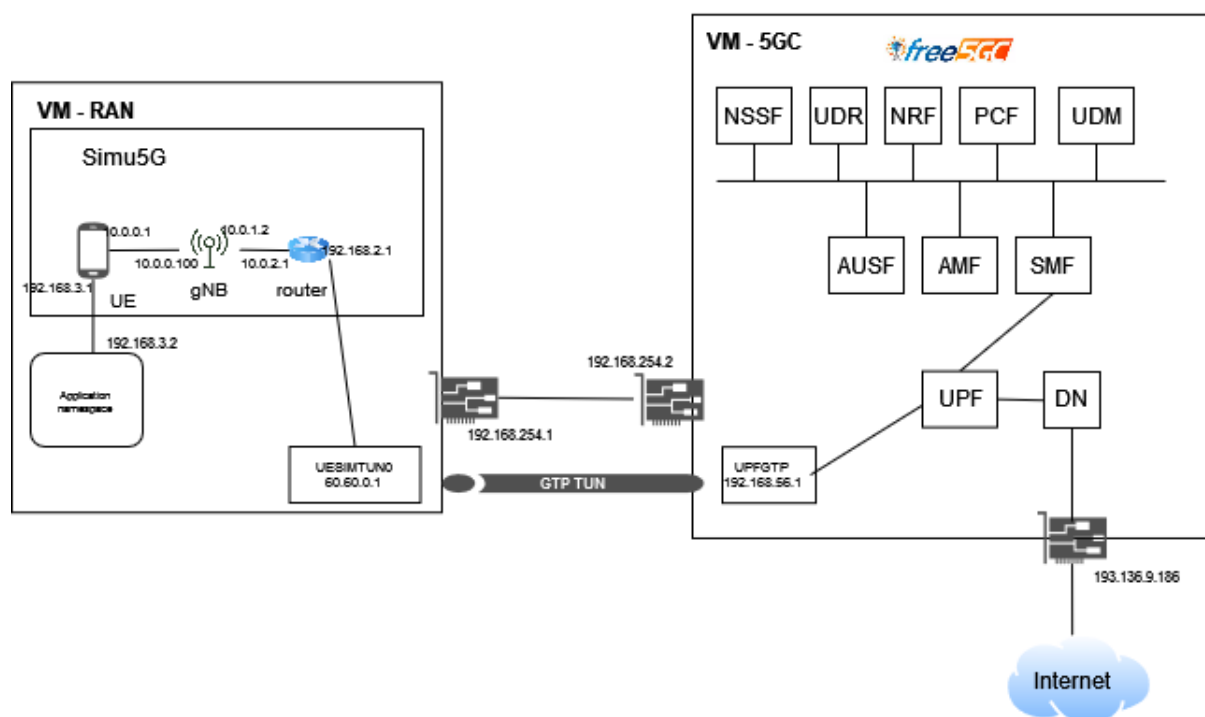 VM - 5GC
free5GC
NSSF
UDR
NRF
PCF
UDM
AUSF
AMF
SMF
UPF
DN
UPFGTP
192.168.56.1
193.136.9.186
Internet
VM - RAN
Simu5G
10.0.0.1
10.0.1.2
192.168.2.1
10.0.0.100
10.0.2.1
192.168.3.1
UE
gNB
router
192.168.3.2
Application
namespace
192.168.254.2
192.168.254.1
UESIMTUN0
60.60.0.1
GTP TUN